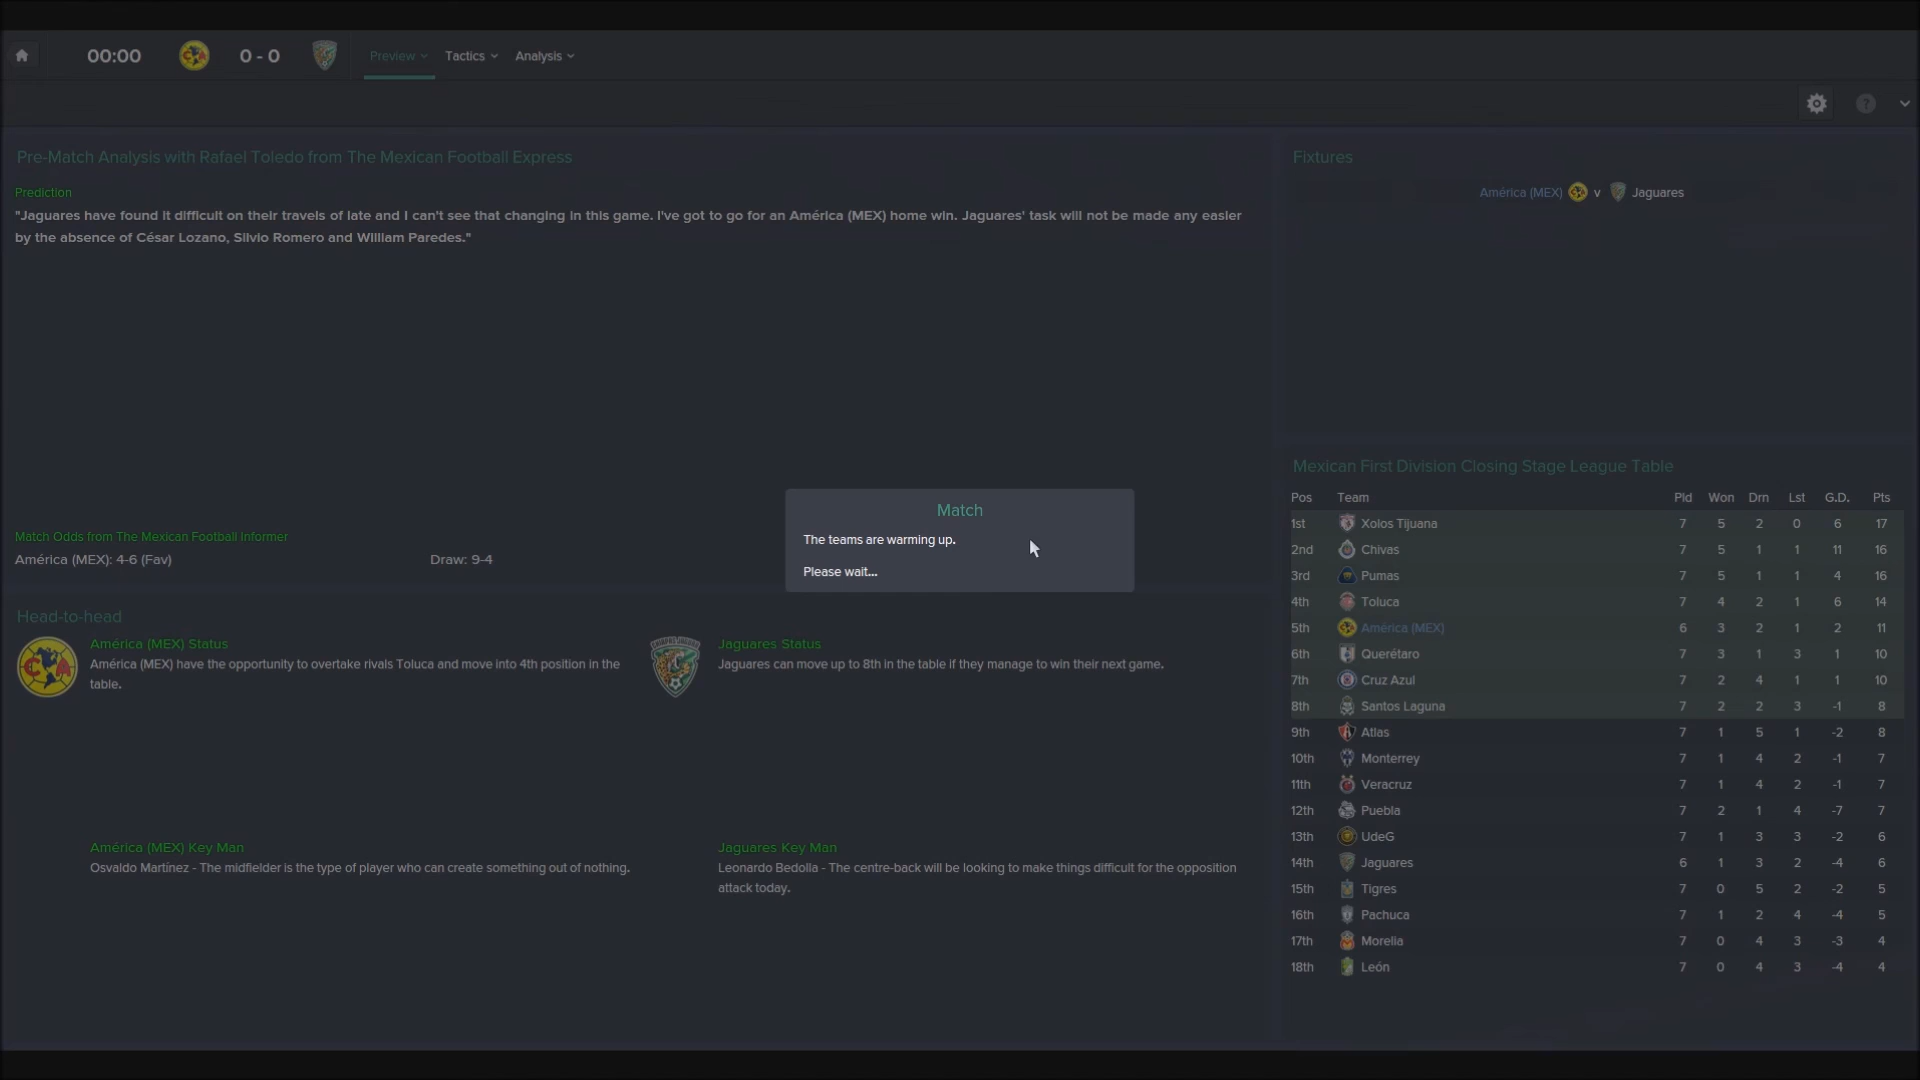 00:00 0 - 0 Preview Tactics Analysis
Pre-Match Analysis with Rafael Toledo from The Mexican Football Express
Prediction
"Jaguares have found it difficult on their travels of late and I can't see that changing in this game. I've got to go for an América (MEX) home win. Jaguares' task will not be made any easier
by the absence of César Lozano, Silvio Romero and William Paredes."
Match Odds from The Mexican Football Informer
América (MEX): 4-6 (Fav) Draw: 9-4
Match
The teams are warming up.
Please wait...
Head-to-head
América (MEX) Status
América (MEX) have the opportunity to overtake rivals Toluca and move into 4th position in the
table.
Jaguares Status
Jaguares can move up to 8th in the table if they manage to win their next game.
América (MEX) Key Man
Osvaldo Martínez - The midfielder is the type of player who can create something out of nothing.
Jaguares Key Man
Leonardo Bedolla - The centre-back will be looking to make things difficult for the opposition
attack today.
Fixtures
América (MEX) v Jaguares
Mexican First Division Closing Stage League Table
Pos Team Pld Won Drn Lst G.D. Pts
1st Xolos Tijuana 7 5 2 0 6 17
2nd Chivas 7 5 1 1 11 16
3rd Pumas 7 5 1 1 4 16
4th Toluca 7 4 2 1 6 14
5th América (MEX) 6 3 2 1 2 11
6th Querétaro 7 3 1 3 1 10
7th Cruz Azul 7 2 4 1 1 10
8th Santos Laguna 7 2 2 3 -1 8
9th Atlas 7 1 5 1 -2 8
10th Monterrey 7 1 4 2 -1 7
11th Veracruz 7 1 4 2 -1 7
12th Puebla 7 2 1 4 -7 7
13th UdeG 7 1 3 3 -2 6
14th Jaguares 6 1 3 2 -4 6
15th Tigres 7 0 5 2 -2 5
16th Pachuca 7 1 2 4 -4 5
17th Morelia 7 0 4 3 -3 4
18th León 7 0 4 3 -4 4